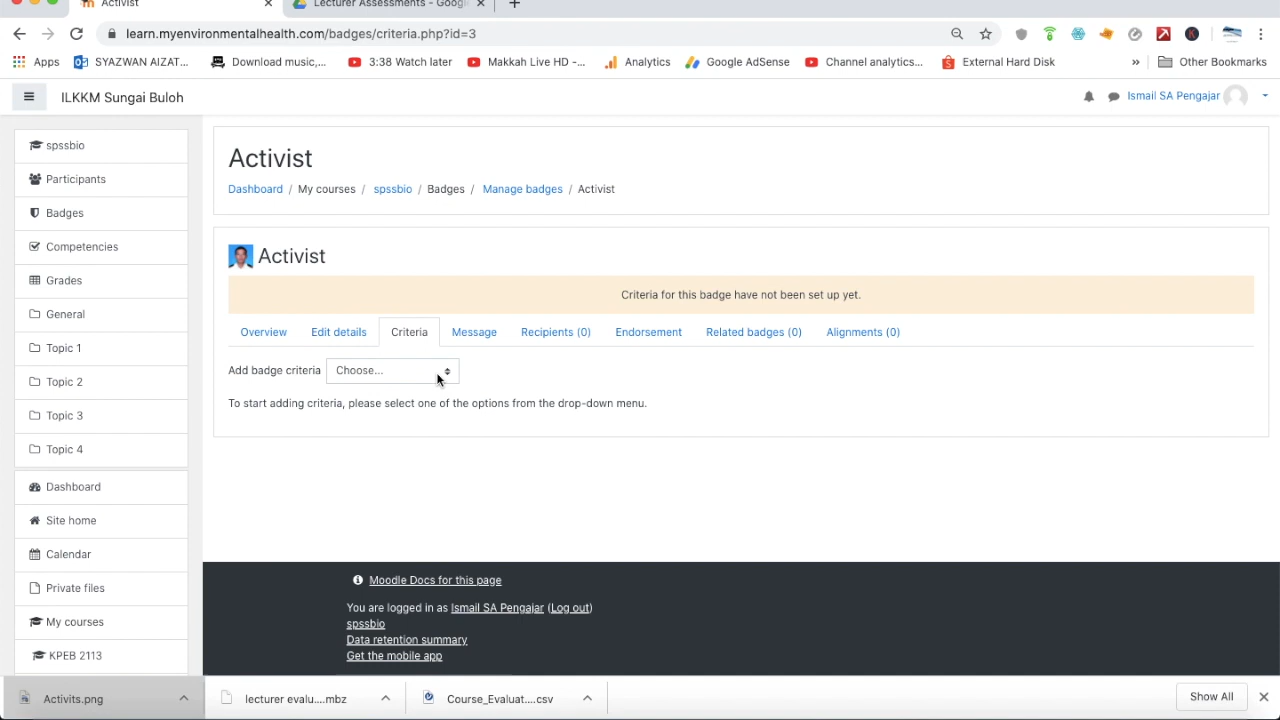 Activist
Lecturer Assessments - Googl
learn.myenvironmentalhealth.com/badges/criteria.php?id=3
Apps
SYAZWAN AIZAT...
Download music,...
3:38 Watch later
Makkah Live HD -...
Analytics
Google AdSense
Channel analytics...
External Hard Disk
»
Other Bookmarks
ILKKM Sungai Buloh
Ismail SA Pengajar
spssbio
Participants
Badges
Competencies
Grades
General
Topic 1
Topic 2
Topic 3
Topic 4
Dashboard
Site home
Calendar
Private files
My courses
KPEB 2113
Activist
Dashboard / My courses / spssbio / Badges / Manage badges / Activist
Activist
Criteria for this badge have not been set up yet.
Overview
Edit details
Criteria
Message
Recipients (0)
Endorsement
Related badges (0)
Alignments (0)
Add badge criteria
Choose...
To start adding criteria, please select one of the options from the drop-down menu.
Moodle Docs for this page
You are logged in as Ismail SA Pengajar (Log out)
spssbio
Data retention summary
Get the mobile app
Activits.png
lecturer evalu....mbz
Course_Evaluat....csv
Show All